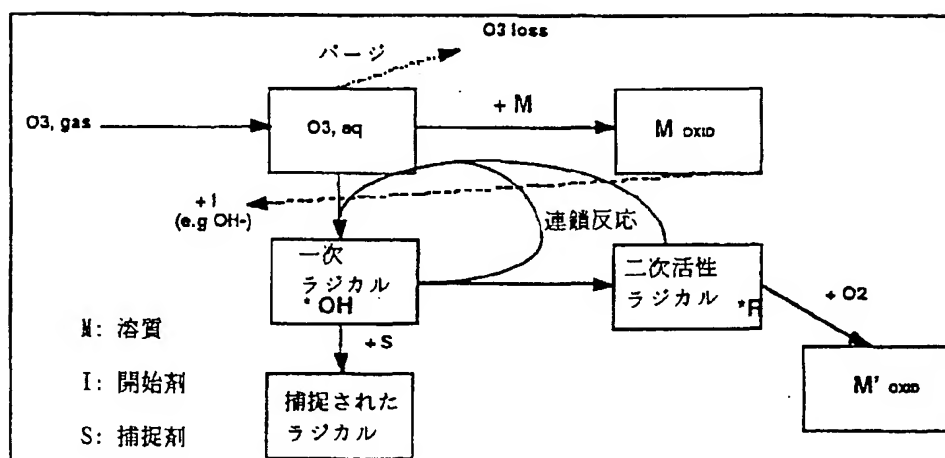 O3 loss
パージ
O3, gas
O3, aq
+ M
M OXID
+ I
(e.g OH-)
連鎖反応
一次
ラジカル
* OH
二次活性
ラジカル
*R
+ O2
+ S
M: 溶質
I: 開始剤
S: 捕捉剤
捕捉された
ラジカル
M' OXID